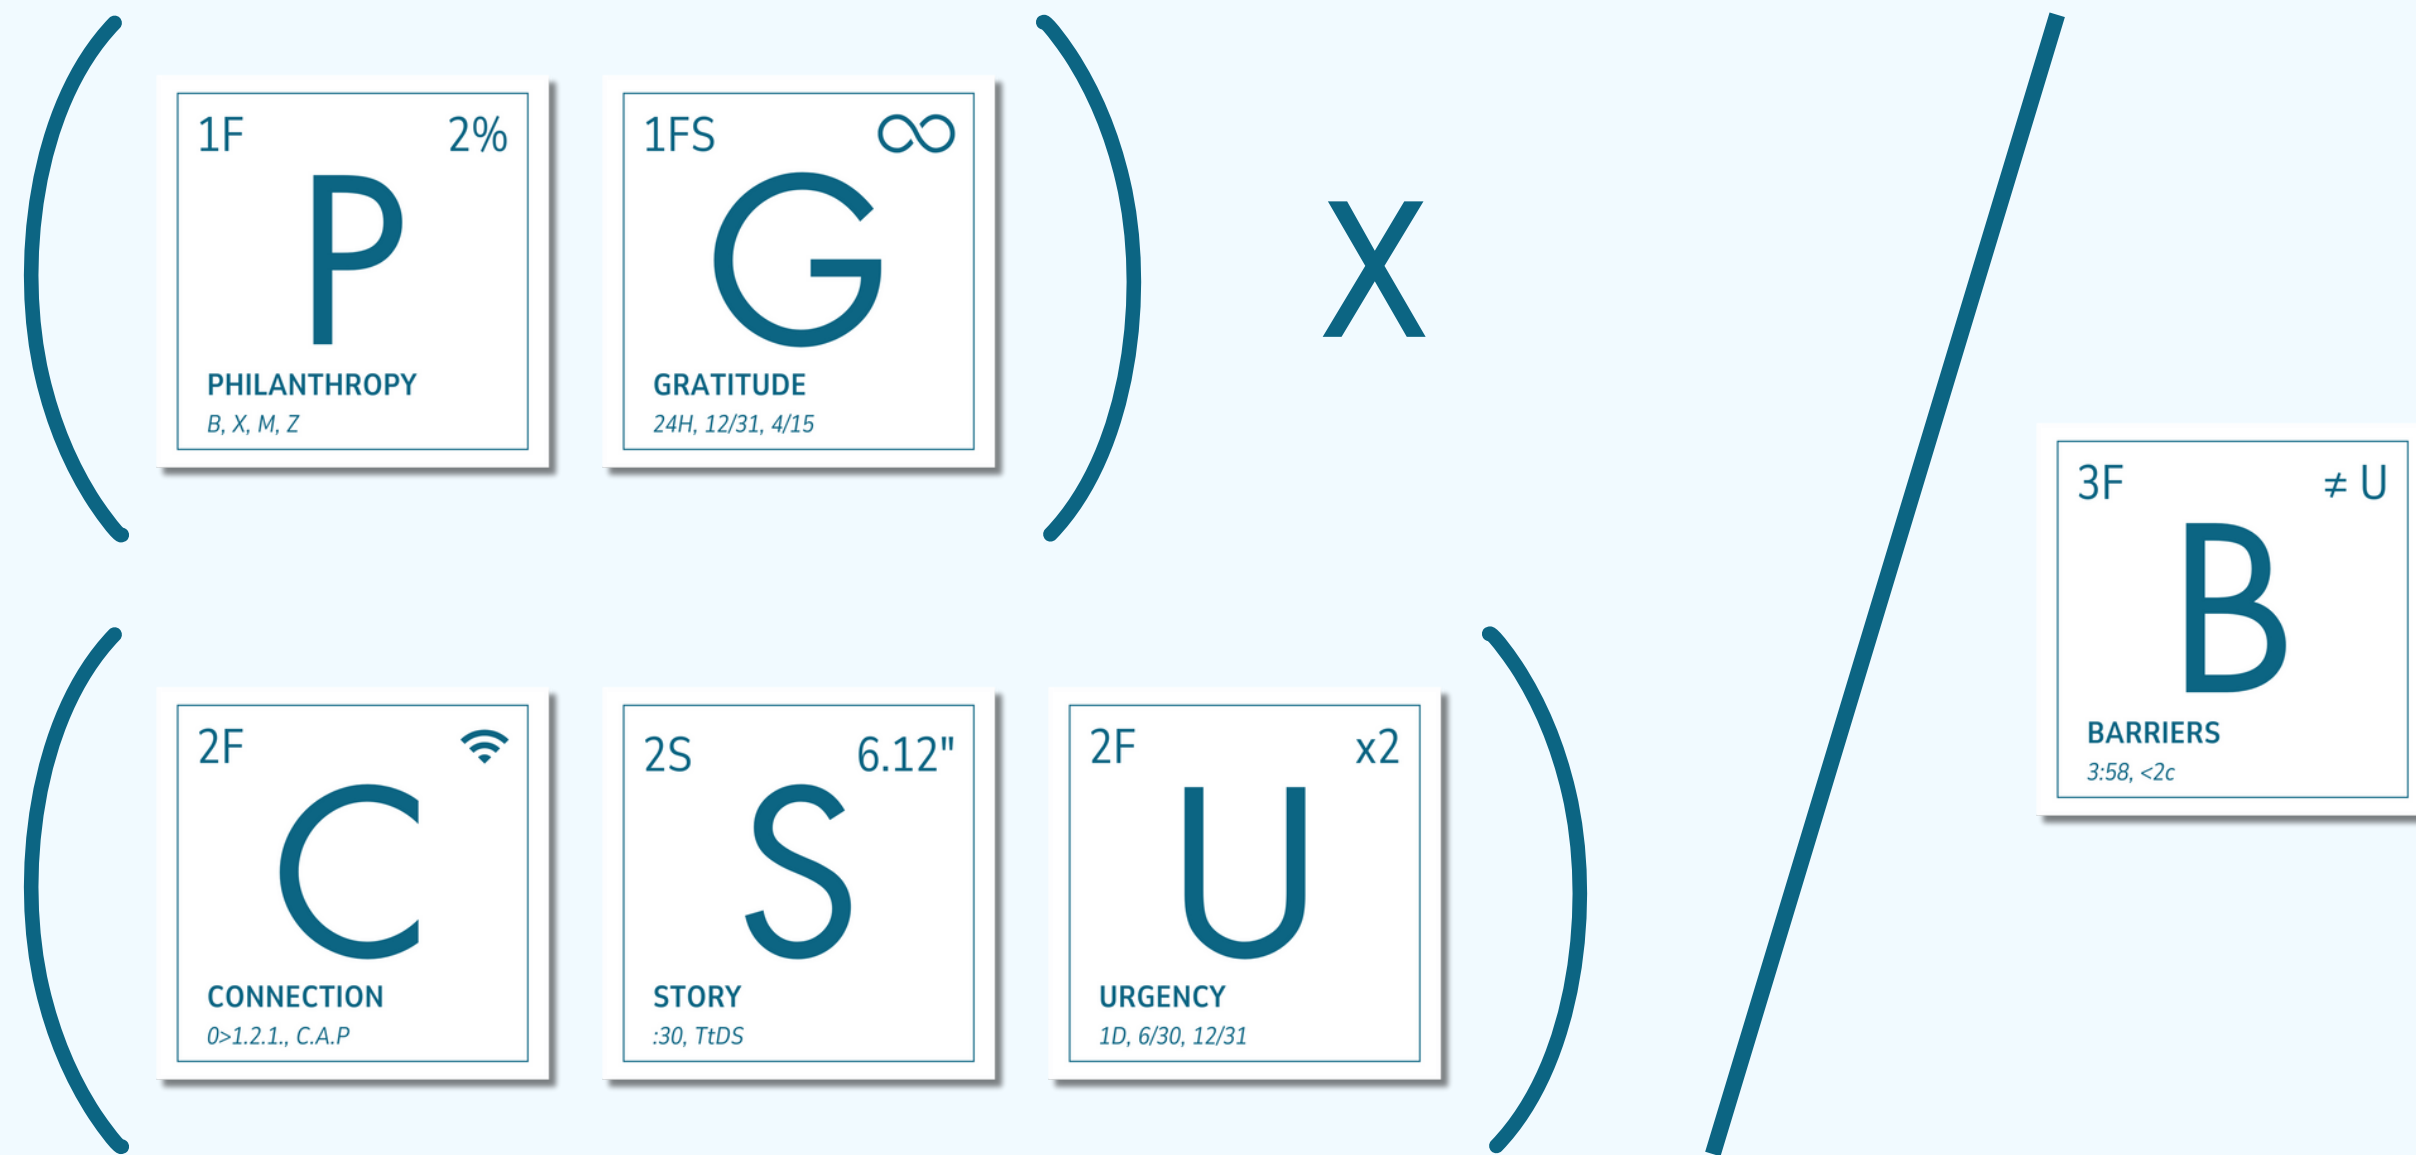 1F 2%
P
PHILANTHROPY
B, X, M, Z
1FS ∞
G
GRATITUDE
24H, 12/31, 4/15
X
2F
C
CONNECTION
0>1.2.1., C.A.P
2S 6.12"
S
STORY
:30, TtDS
2F x2
U
URGENCY
1D, 6/30, 12/31
3F ≠ U
B
BARRIERS
3:58, <2c